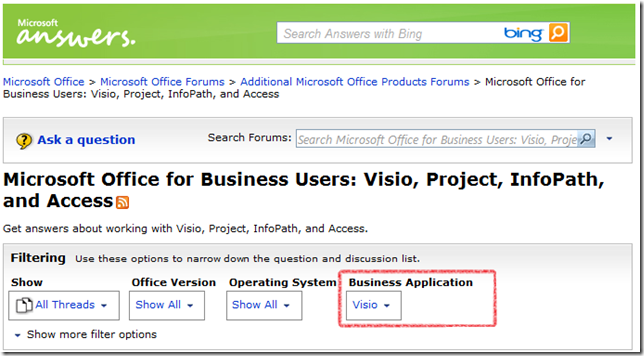 Microsoft
answers.
Search Answers with Bing
bing
Microsoft Office > Microsoft Office Forums > Additional Microsoft Office Products Forums > Microsoft Office for
Business Users: Visio, Project, InfoPath, and Access
Ask a question
Search Forums:
Search Microsoft Office for Business Users: Visio, Proje
Microsoft Office for Business Users: Visio, Project, InfoPath,
and Access
Get answers about working with Visio, Project, InfoPath, and Access.
Filtering Use these options to narrow down the question and discussion list.
Show Office Version Operating System Business Application
All Threads Show All Show All Visio
Show more filter options